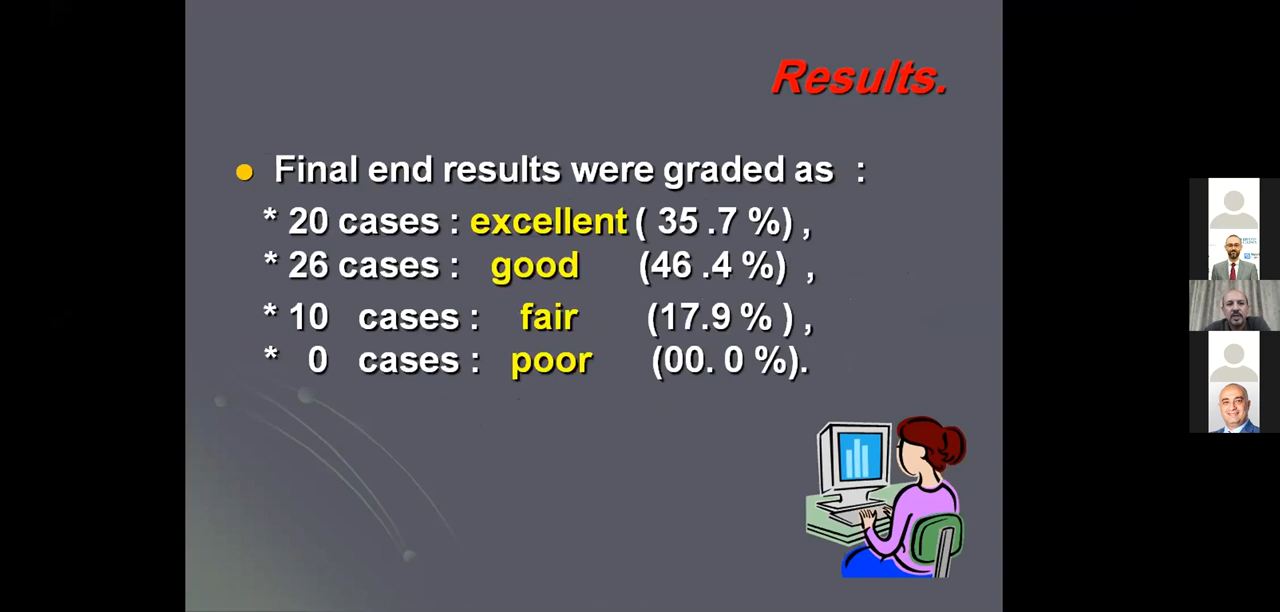 Results.
Final end results were graded as :
* 20 cases : excellent ( 35 .7 %) ,
* 26 cases : good (46 .4 %) ,
* 10 cases : fair (17.9 % ) ,
* 0 cases : poor (00. 0 %).